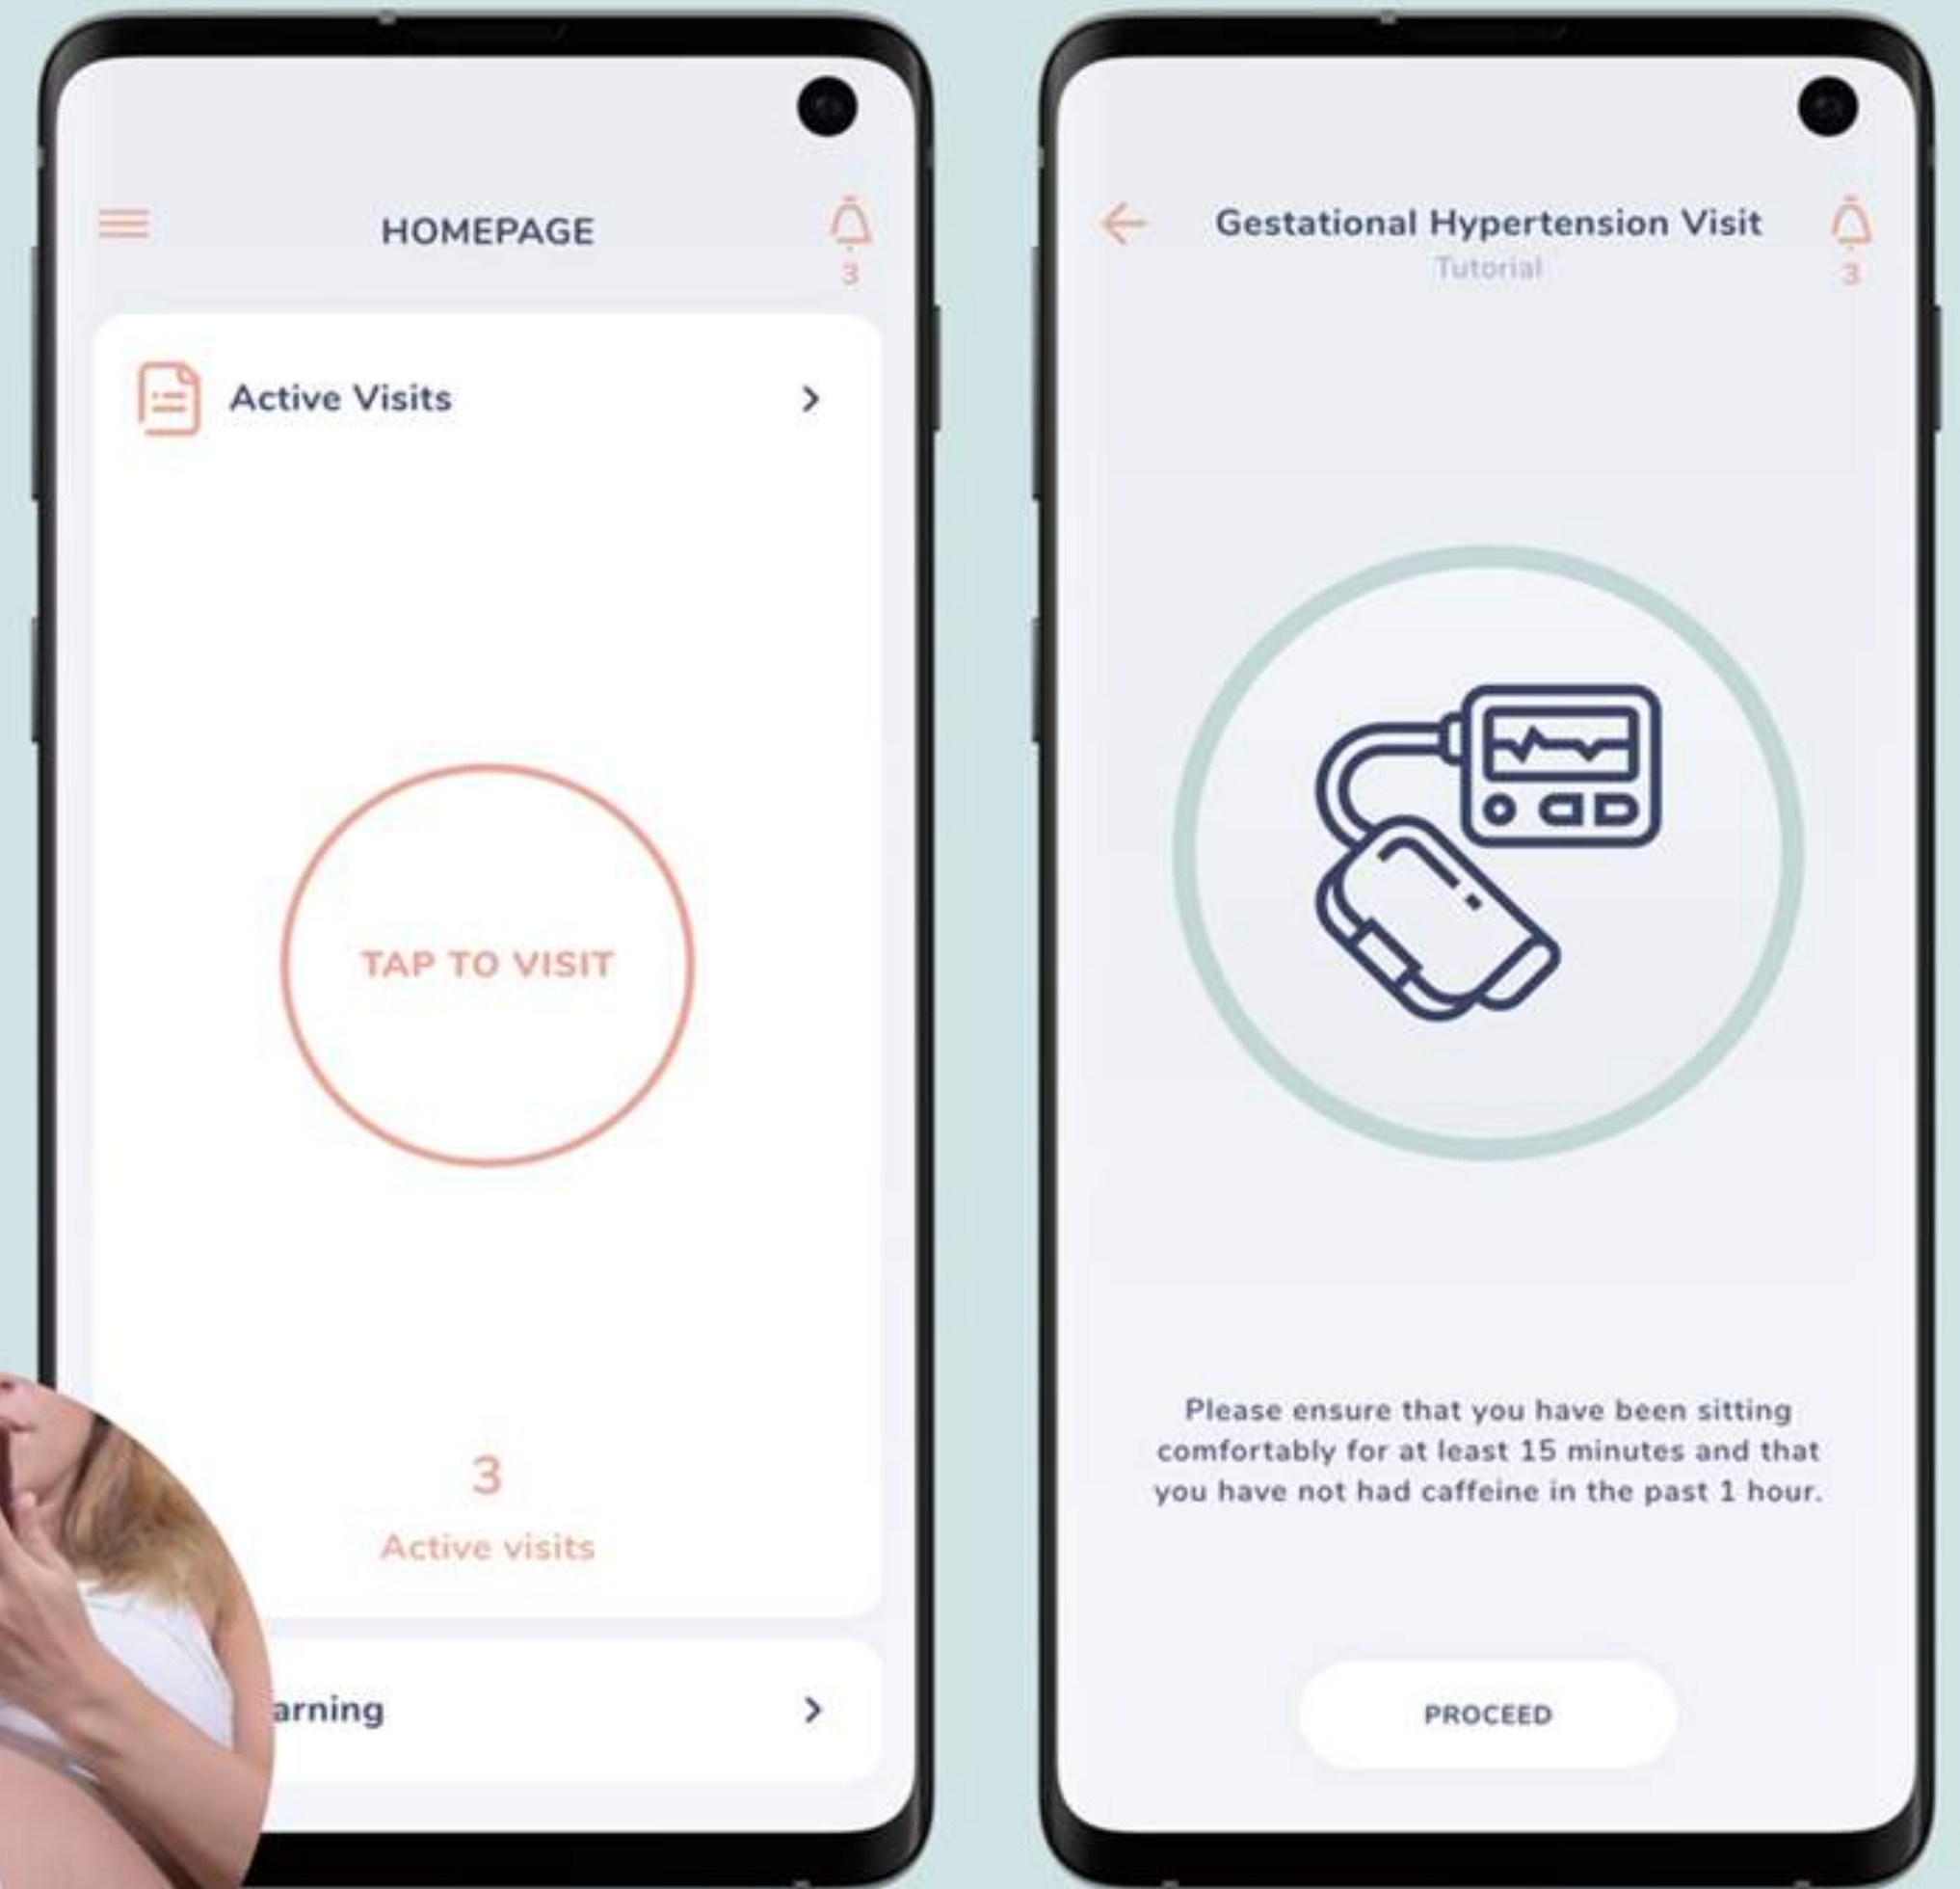 HOMEPAGE
3
Active Visits
TAP TO VISIT
3
Active visits
arning
Gestational Hypertension Visit
Tutorial
3
Please ensure that you have been sitting
comfortably for at least 15 minutes and that
you have not had caffeine in the past 1 hour.
PROCEED